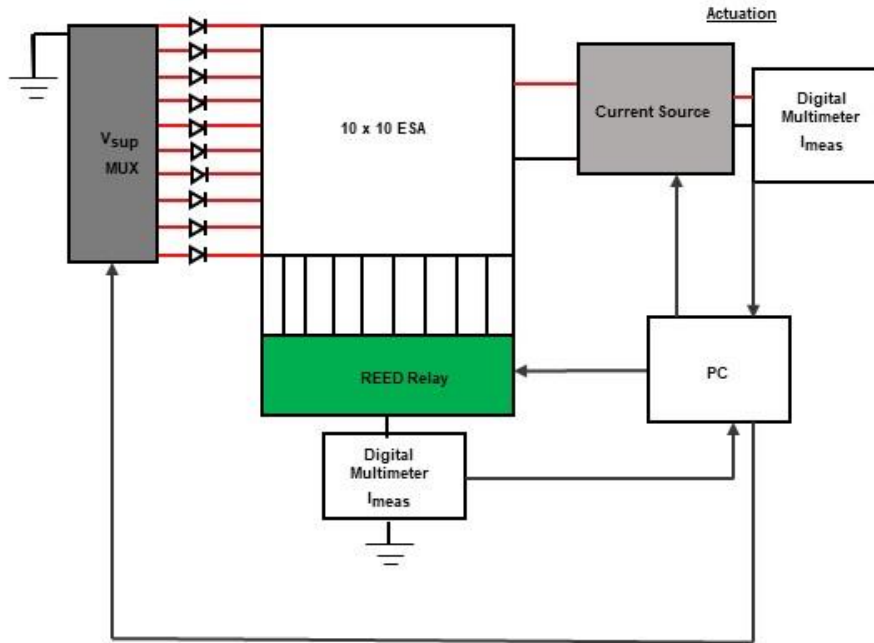 Actuation
Vsup
MUX
10 x 10 ESA
Current Source
Digital
Multimeter
Imeas
REED Relay
PC
Digital
Multimeter
Imeas